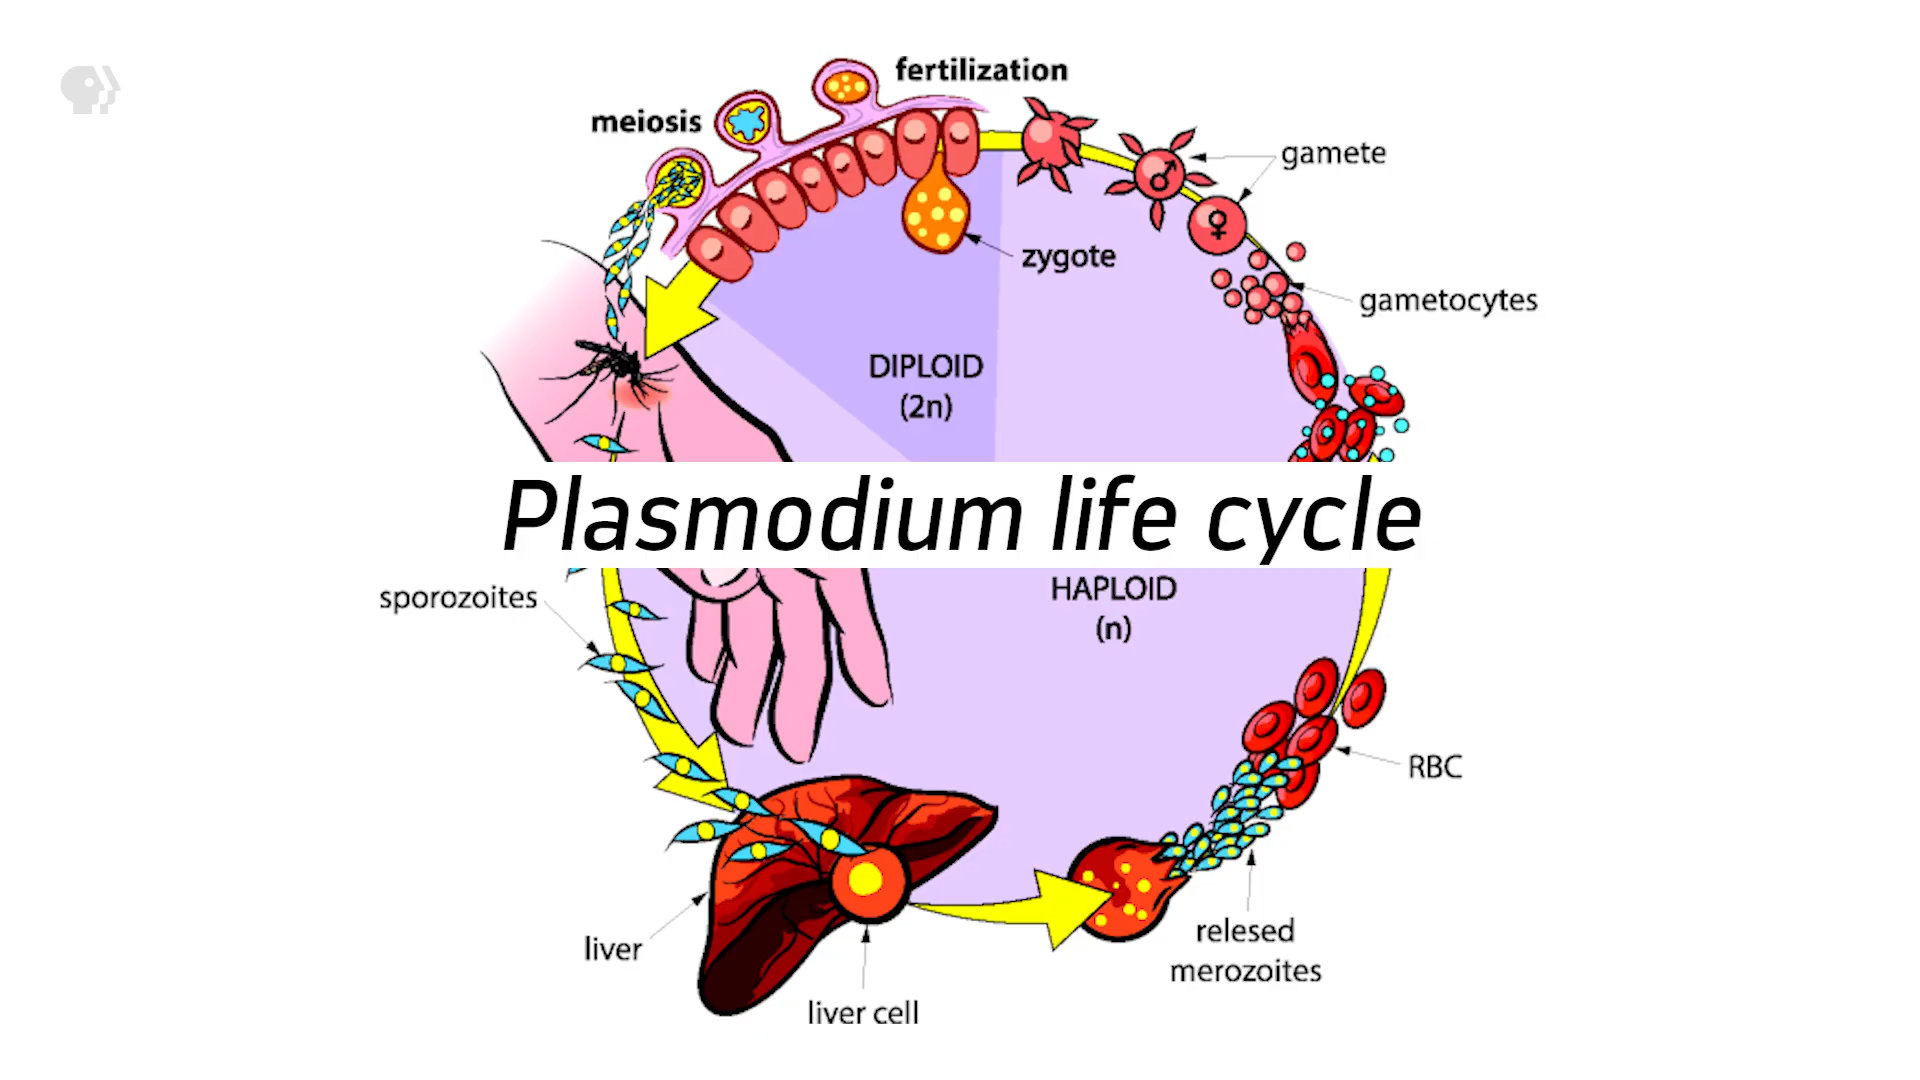 fertilization
meiosis
gamete
zygote
gametocytes
DIPLOID
(2n)
Plasmodium life cycle
sporozoites
HAPLOID
(n)
RBC
liver
relesed
merozoites
liver cell